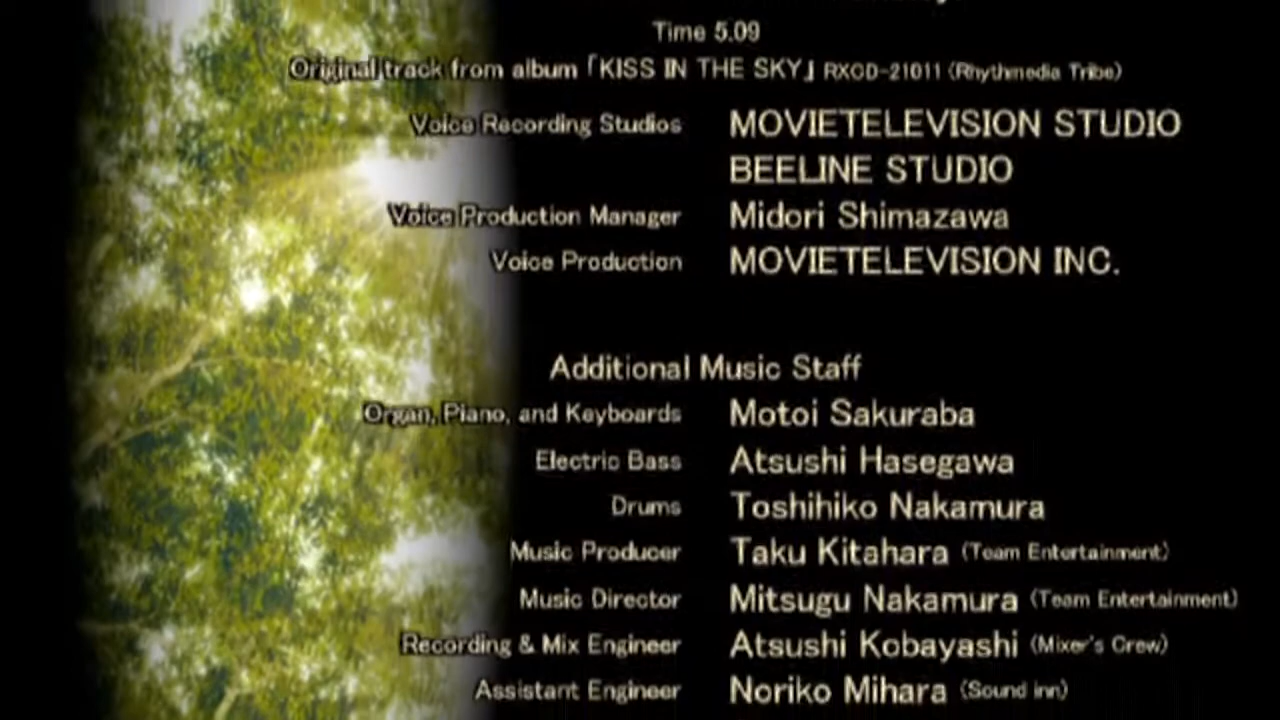 Time 5.09
Original track from album 「KISS IN THE SKY」 RXCD-21011 (Rhythmedia Tribe)
Voice Recording Studios MOVIETELEVISION STUDIO
BEELINE STUDIO
Voice Production Manager Midori Shimazawa
Voice Production MOVIETELEVISION INC.
Additional Music Staff
Organ, Piano, and Keyboards Motoi Sakuraba
Electric Bass Atsushi Hasegawa
Drums Toshihiko Nakamura
Music Producer Taku Kitahara (Team Entertainment)
Music Director Mitsugu Nakamura (Team Entertainment)
Recording & Mix Engineer Atsushi Kobayashi (Mixer's Crew)
Assistant Engineer Noriko Mihara (Sound inn)